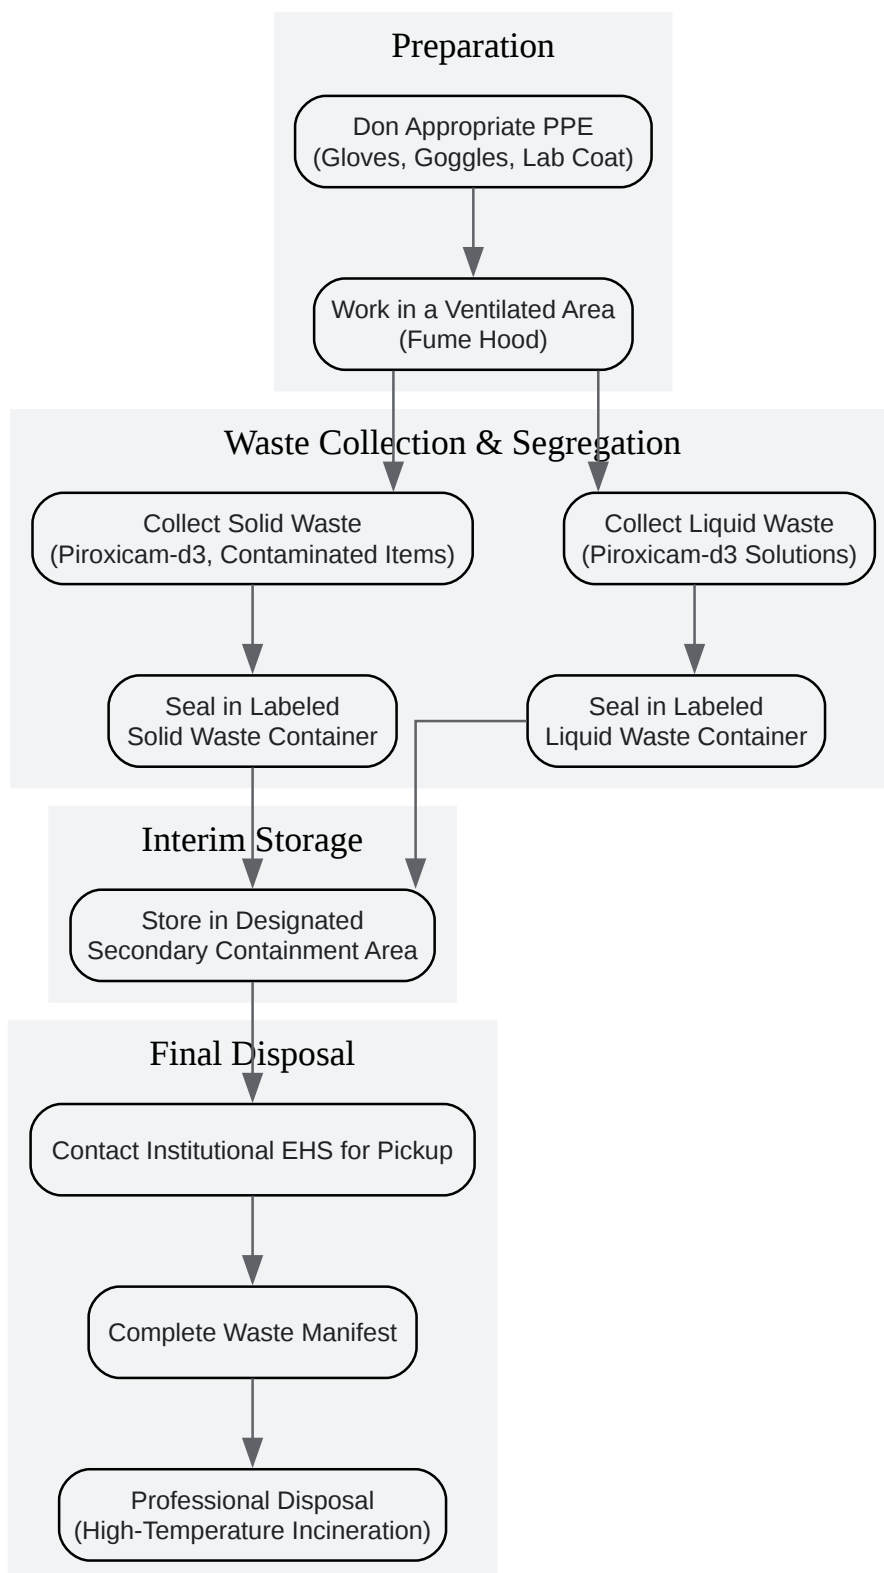 Preparation
Don Appropriate PPE
(Gloves, Goggles, Lab Coat)
Work in a Ventilated Area
(Fume Hood)
Waste Collection & Segregation
Collect Solid Waste
(Piroxicam-d3, Contaminated Items)
Collect Liquid Waste
(Piroxicam-d3 Solutions)
Seal in Labeled
Solid Waste Container
Seal in Labeled
Liquid Waste Container
Interim Storage
Store in Designated
Secondary Containment Area
Final Disposal
Contact Institutional EHS for Pickup
Complete Waste Manifest
Professional Disposal
(High-Temperature Incineration)